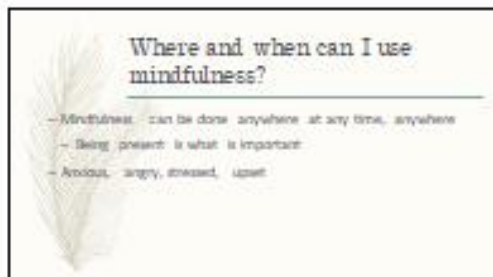 Where and when can I use
mindfulness?
– Mindfulness can be done anywhere at any time, anywhere
– Being present is what is important
– Anxious, angry, stressed, upset